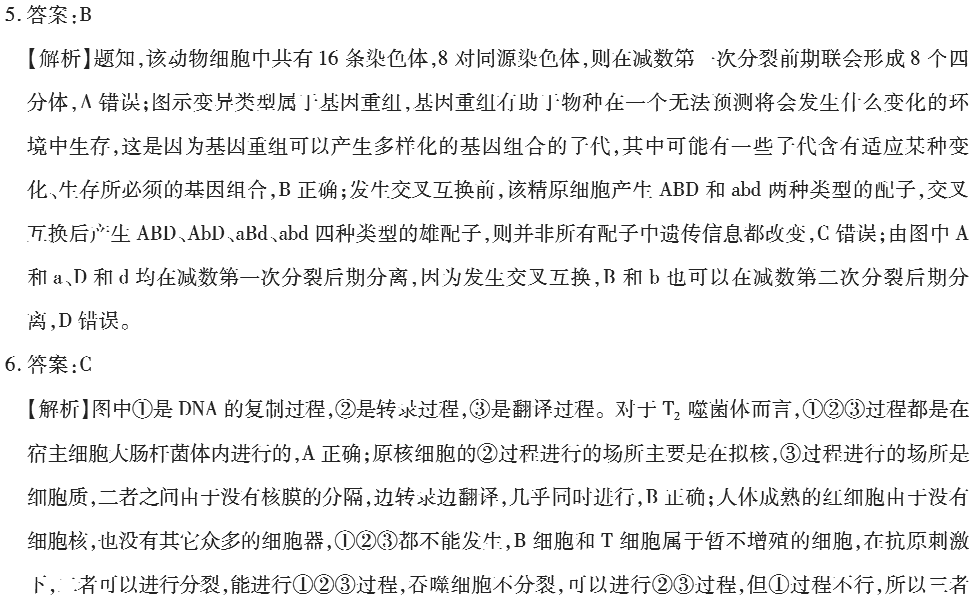 5. 答案:B
【解析】题知,该动物细胞中共有 16 条染色体,8 对同源染色体,则在减数第一次分裂前期联会形成 8 个四
分体,A 错误;图示变异类型属于基因重组,基因重组有助于物种在一个无法预测将会发生什么变化的环
境中生存,这是因为基因重组可以产生多样化的基因组合的子代,其中可能有一些子代含有适应某种变
化、生存所必须的基因组合,B 正确;发生交叉互换前,该精原细胞产生 ABD 和 abd 两种类型的配子,交叉
互换后产生 ABD、AbD、aBd、abd 四种类型的雄配子,则并非所有配子中遗传信息都改变,C 错误;由图中 A
和 a、D 和 d 均在减数第一次分裂后期分离,因为发生交叉互换,B 和 b 也可以在减数第二次分裂后期分
离,D 错误。
6. 答案:C
【解析】图中①是 DNA 的复制过程,②是转录过程,③是翻译过程。对于 T₂ 噬菌体而言,①②③过程都是在
宿主细胞大肠杆菌体内进行的,A 正确;原核细胞的②过程进行的场所主要是在拟核,③过程进行的场所是
细胞质,二者之间由于没有核膜的分隔,边转录边翻译,几乎同时进行,B 正确;人体成熟的红细胞由于没有
细胞核,也没有其它众多的细胞器,①②③都不能发生,B 细胞和 T 细胞属于暂不增殖的细胞,在抗原刺激
下,二者可以进行分裂,能进行①②③过程,吞噬细胞不分裂,可以进行②③过程,但①过程不行,所以三者